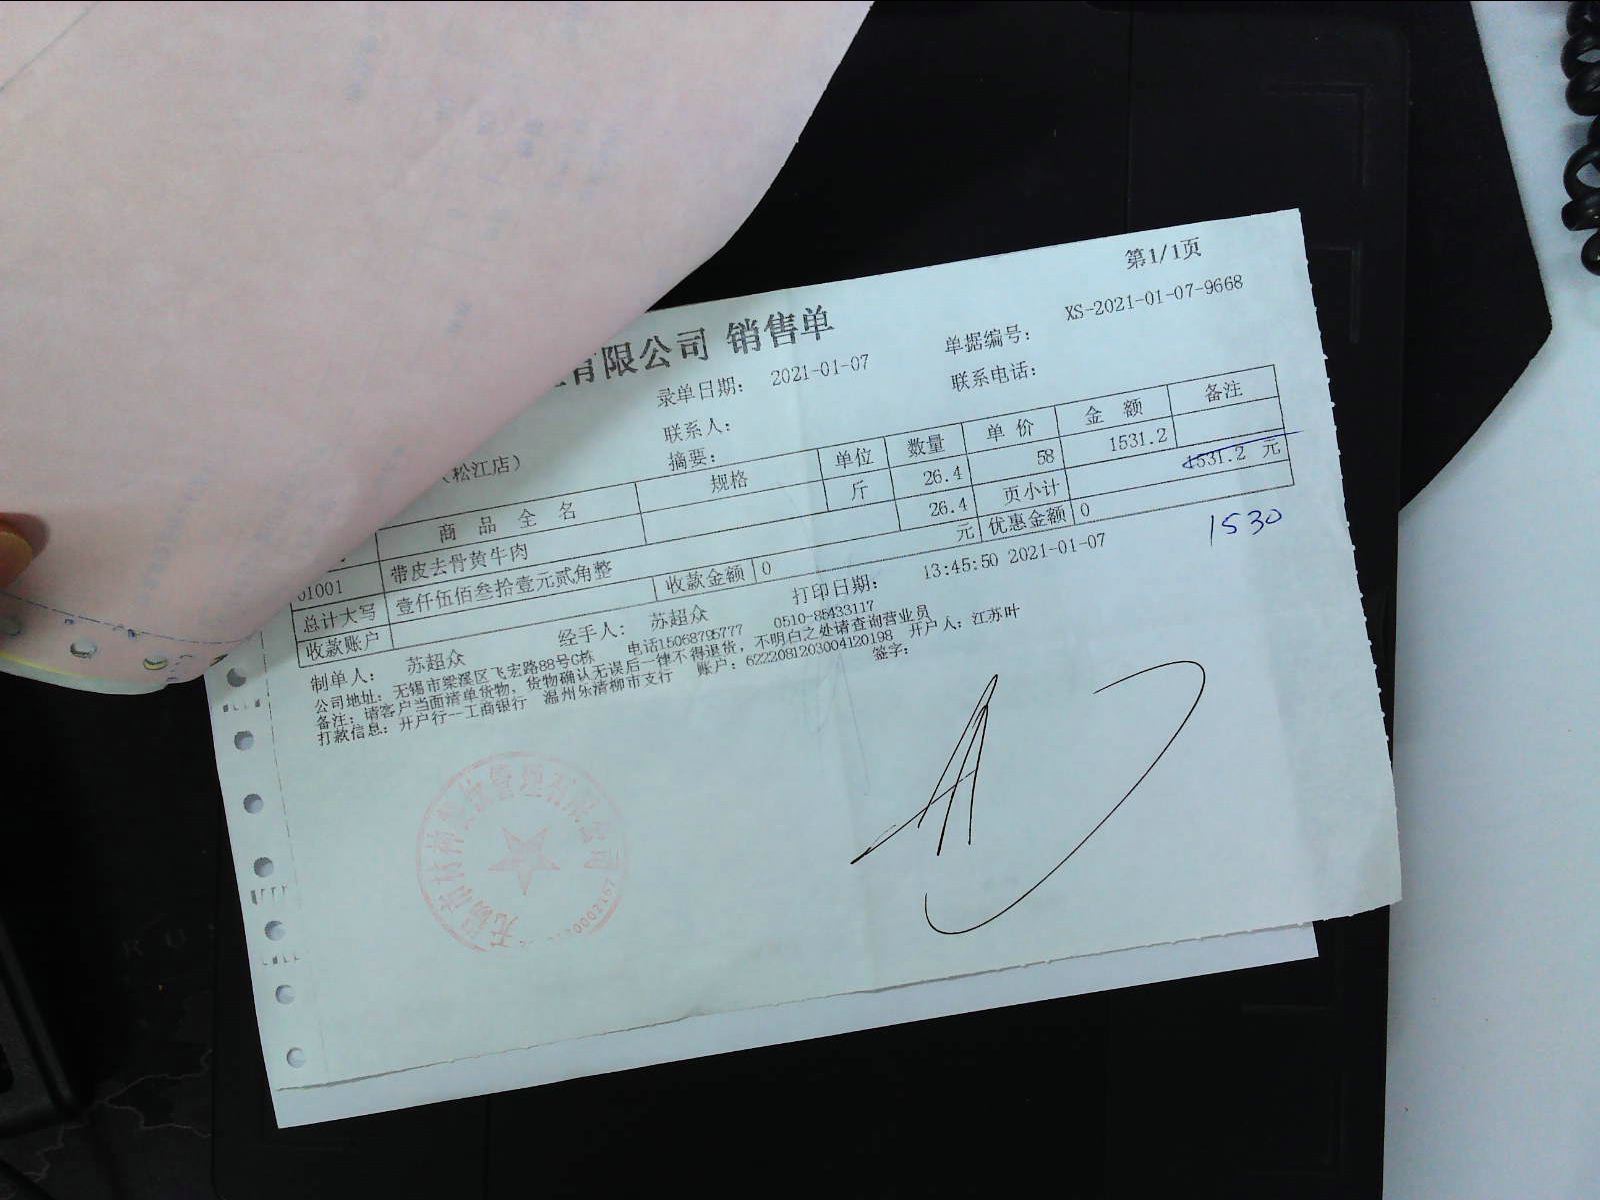 第1/1页
有限公司 销售单
单据编号： XS-2021-01-07-9668
录单日期： 2021-01-07
联系电话：
联系人：
（松江店）
摘要：
商 品 全 名 规格 单位 数量 单 价 金 额 备注
01001 带皮去骨黄牛肉 斤 26.4 58 1531.2
26.4 页小计 1531.2 元
总计大写 壹仟伍佰叁拾壹元贰角整 元 优惠金额 0
收款账户 收款金额 0
1530
制单人： 苏超众 经手人： 苏超众 打印日期： 13:45:50 2021-01-07
公司地址：无锡市梁溪区飞宏路88号C栋 电话15068795777 0510-85433117
备注：请客户当面清单货物，货物确认无误后一律不得退货，不明白之处请查询营业员
打款信息：开户行—工商银行 温州乐清柳市支行 账户：6222081203004120198 开户人：江苏叶
签字：